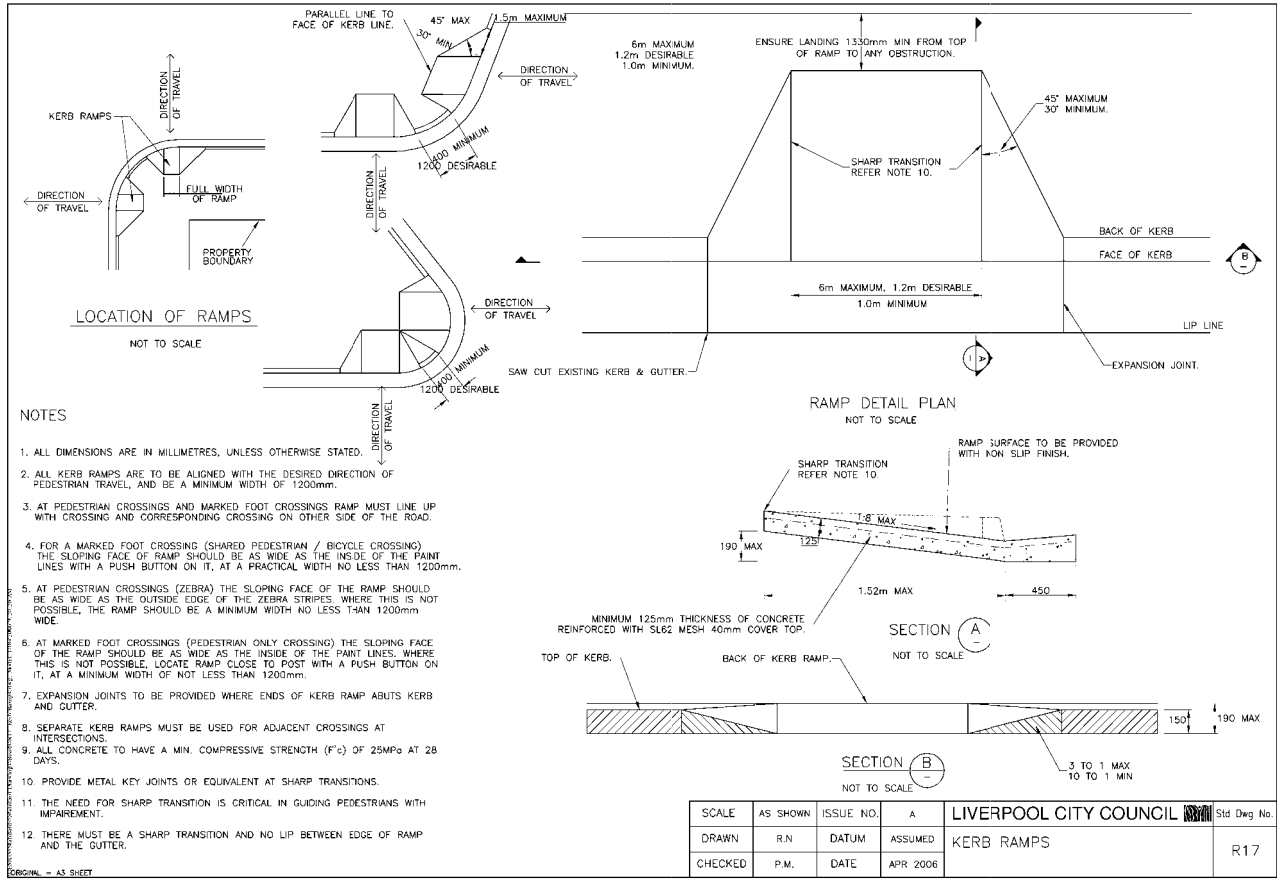 PARALLEL LINE TO
FACE OF KERB LINE.
45° MAX
30° MIN
1.5m MAXIMUM
DIRECTION
OF TRAVEL
KERB RAMPS
DIRECTION
OF TRAVEL
DIRECTION
OF TRAVEL
FULL WIDTH
OF RAMP
PROPERTY
BOUNDARY
400 MINIMUM
1200 DESIRABLE
DIRECTION
OF TRAVEL
LOCATION OF RAMPS
NOT TO SCALE
DIRECTION
OF TRAVEL
400 MINIMUM
1200 DESIRABLE
DIRECTION
OF TRAVEL
6m MAXIMUM
1.2m DESIRABLE
1.0m MINIMUM.
ENSURE LANDING 1330mm MIN FROM TOP
OF RAMP TO ANY OBSTRUCTION.
45° MAXIMUM
30° MINIMUM.
SHARP TRANSITION
REFER NOTE 10.
BACK OF KERB
FACE OF KERB
B
–
6m MAXIMUM, 1.2m DESIRABLE
1.0m MINIMUM
LIP LINE
SAW CUT EXISTING KERB & GUTTER.
A
EXPANSION JOINT.
RAMP DETAIL PLAN
NOT TO SCALE
NOTES
1. ALL DIMENSIONS ARE IN MILLIMETRES, UNLESS OTHERWISE STATED.
2. ALL KERB RAMPS ARE TO BE ALIGNED WITH THE DESIRED DIRECTION OF
PEDESTRIAN TRAVEL, AND BE A MINIMUM WIDTH OF 1200mm.
3. AT PEDESTRIAN CROSSINGS AND MARKED FOOT CROSSINGS RAMP MUST LINE UP
WITH CROSSING AND CORRESPONDING CROSSING ON OTHER SIDE OF THE ROAD.
4. FOR A MARKED FOOT CROSSING (SHARED PEDESTRIAN / BICYCLE CROSSING)
THE SLOPING FACE OF RAMP SHOULD BE AS WIDE AS THE INSIDE OF THE PAINT
LINES WITH A PUSH BUTTON ON IT, AT A PRACTICAL WIDTH NO LESS THAN 1200mm.
5. AT PEDESTRIAN CROSSINGS (ZEBRA) THE SLOPING FACE OF THE RAMP SHOULD
BE AS WIDE AS THE OUTSIDE EDGE OF THE ZEBRA STRIPES. WHERE THIS IS NOT
POSSIBLE, THE RAMP SHOULD BE A MINIMUM WIDTH NO LESS THAN 1200mm
WIDE.
6. AT MARKED FOOT CROSSINGS (PEDESTRIAN ONLY CROSSING) THE SLOPING FACE
OF THE RAMP SHOULD BE AS WIDE AS THE INSIDE OF THE PAINT LINES. WHERE
THIS IS NOT POSSIBLE, LOCATE RAMP CLOSE TO POST WITH A PUSH BUTTON ON
IT, AT A MINIMUM WIDTH OF NOT LESS THAN 1200mm.
7. EXPANSION JOINTS TO BE PROVIDED WHERE ENDS OF KERB RAMP ABUTS KERB
AND GUTTER.
8. SEPARATE KERB RAMPS MUST BE USED FOR ADJACENT CROSSINGS AT
INTERSECTIONS.
9. ALL CONCRETE TO HAVE A MIN. COMPRESSIVE STRENGTH (F'c) OF 25MPa AT 28
DAYS.
10. PROVIDE METAL KEY JOINTS OR EQUIVALENT AT SHARP TRANSITIONS.
11. THE NEED FOR SHARP TRANSITION IS CRITICAL IN GUIDING PEDESTRIANS WITH
IMPAIREMENT.
12. THERE MUST BE A SHARP TRANSITION AND NO LIP BETWEEN EDGE OF RAMP
AND THE GUTTER.
ORIGINAL – A3 SHEET
RAMP SURFACE TO BE PROVIDED
WITH NON SLIP FINISH.
SHARP TRANSITION
REFER NOTE 10.
1:8 MAX
190 MAX
125
1.52m MAX
450
MINIMUM 125mm THICKNESS OF CONCRETE
REINFORCED WITH SL62 MESH 40mm COVER TOP.
SECTION A
–
NOT TO SCALE
TOP OF KERB.
BACK OF KERB RAMP.
150
190 MAX
3 TO 1 MAX
10 TO 1 MIN
SECTION B
–
NOT TO SCALE
SCALE AS SHOWN ISSUE NO. A LIVERPOOL CITY COUNCIL Std Dwg No.
DRAWN R.N DATUM ASSUMED KERB RAMPS R17
CHECKED P.M. DATE APR 2006